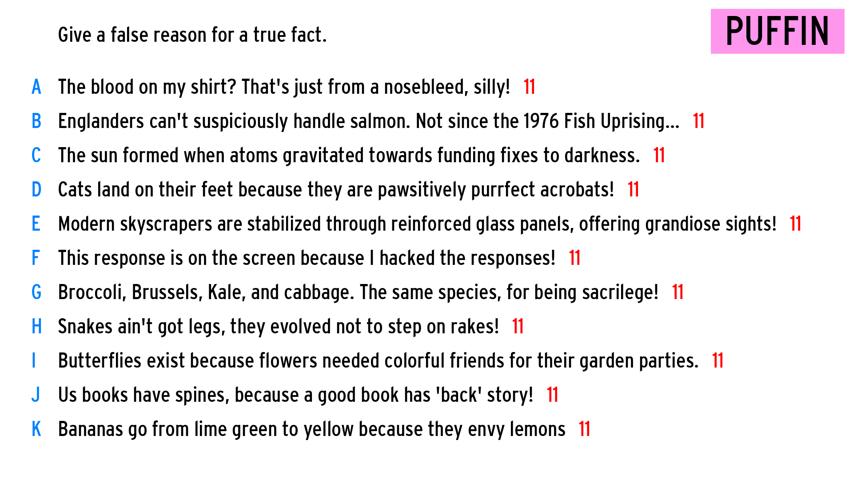 Give a false reason for a true fact.
PUFFIN
A The blood on my shirt? That's just from a nosebleed, silly! 11
B Englanders can't suspiciously handle salmon. Not since the 1976 Fish Uprising... 11
C The sun formed when atoms gravitated towards funding fixes to darkness. 11
D Cats land on their feet because they are pawsitively purrfect acrobats! 11
E Modern skyscrapers are stabilized through reinforced glass panels, offering grandiose sights! 11
F This response is on the screen because I hacked the responses! 11
G Broccoli, Brussels, Kale, and cabbage. The same species, for being sacrilege! 11
H Snakes ain't got legs, they evolved not to step on rakes! 11
I Butterflies exist because flowers needed colorful friends for their garden parties. 11
J Us books have spines, because a good book has 'back' story! 11
K Bananas go from lime green to yellow because they envy lemons 11